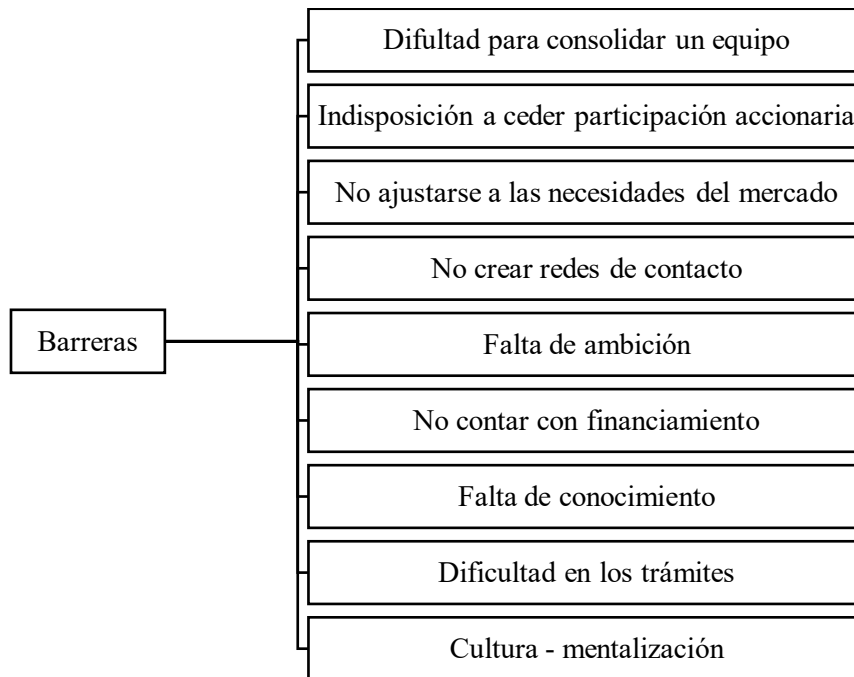 Difultad para consolidar un equipo
Indisposición a ceder participación accionaria
No ajustarse a las necesidades del mercado
No crear redes de contacto
Barreras
Falta de ambición
No contar con financiamiento
Falta de conocimiento
Dificultad en los trámites
Cultura - mentalización